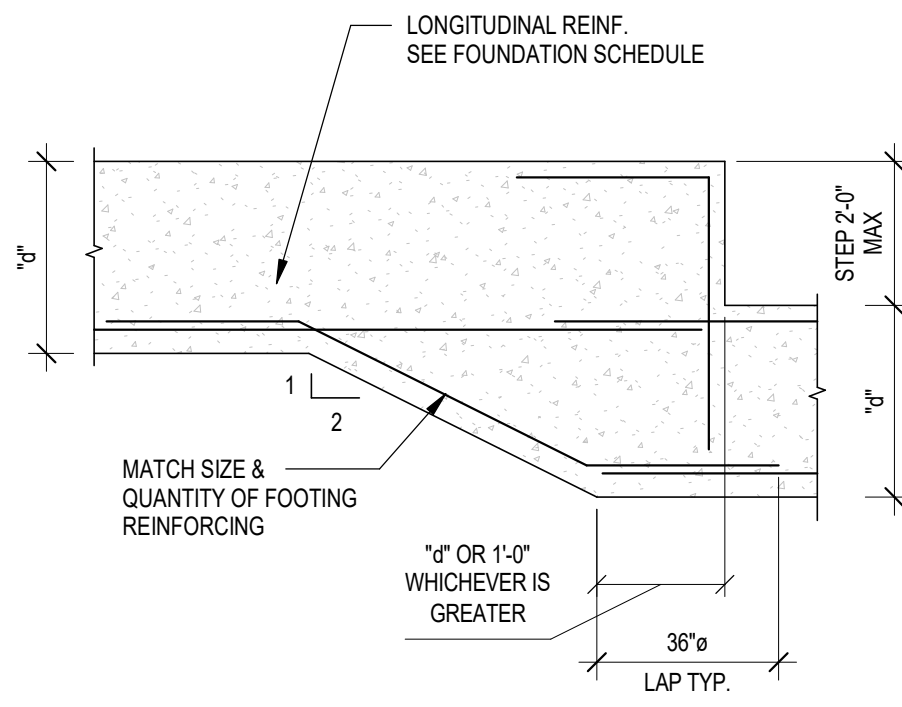 LONGITUDINAL REINF.
SEE FOUNDATION SCHEDULE
"d"
STEP 2'-0"
MAX
1
2
"d"
MATCH SIZE &
QUANTITY OF FOOTING
REINFORCING
"d" OR 1'-0"
WHICHEVER IS
GREATER
36"ø
LAP TYP.